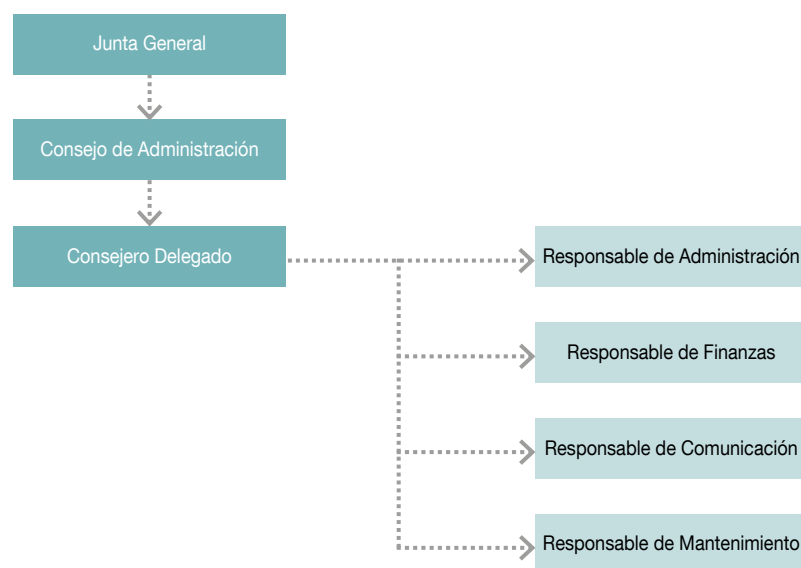 Junta General
Consejo de Administración
Consejero Delegado
Responsable de Administración
Responsable de Finanzas
Responsable de Comunicación
Responsable de Mantenimiento